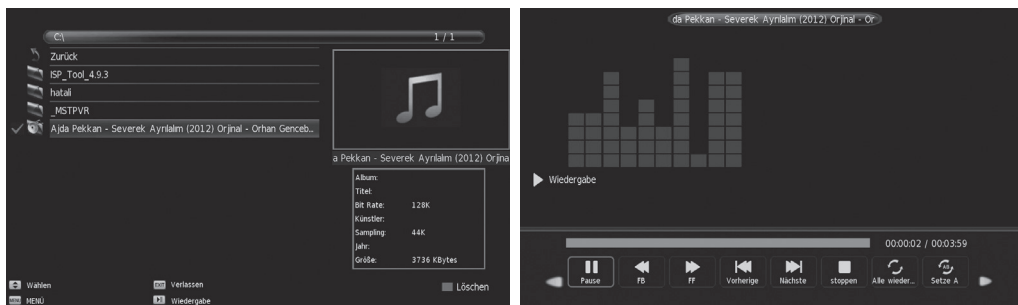 C:\ 1 / 1
Zurück
ISP_Tool_4.9.3
hatali
_MSTPVR
Ajda Pekkan - Severek Ayrılalım (2012) Orjinal - Orhan Genceb..
a Pekkan - Severek Ayrılalım (2012) Orjina
Album:
Titel:
Bit Rate: 128K
Künstler:
Sampling: 44K
Jahr:
Größe: 3736 KBytes
Wählen EXIT Verlassen Löschen
MENU MENÜ Wiedergabe
da Pekkan - Severek Ayrılalım (2012) Orjinal - Or
Wiedergabe
00:00:02 / 00:03:59
Pause FB FF Vorherige Nächste stoppen Alle wieder... Setze A